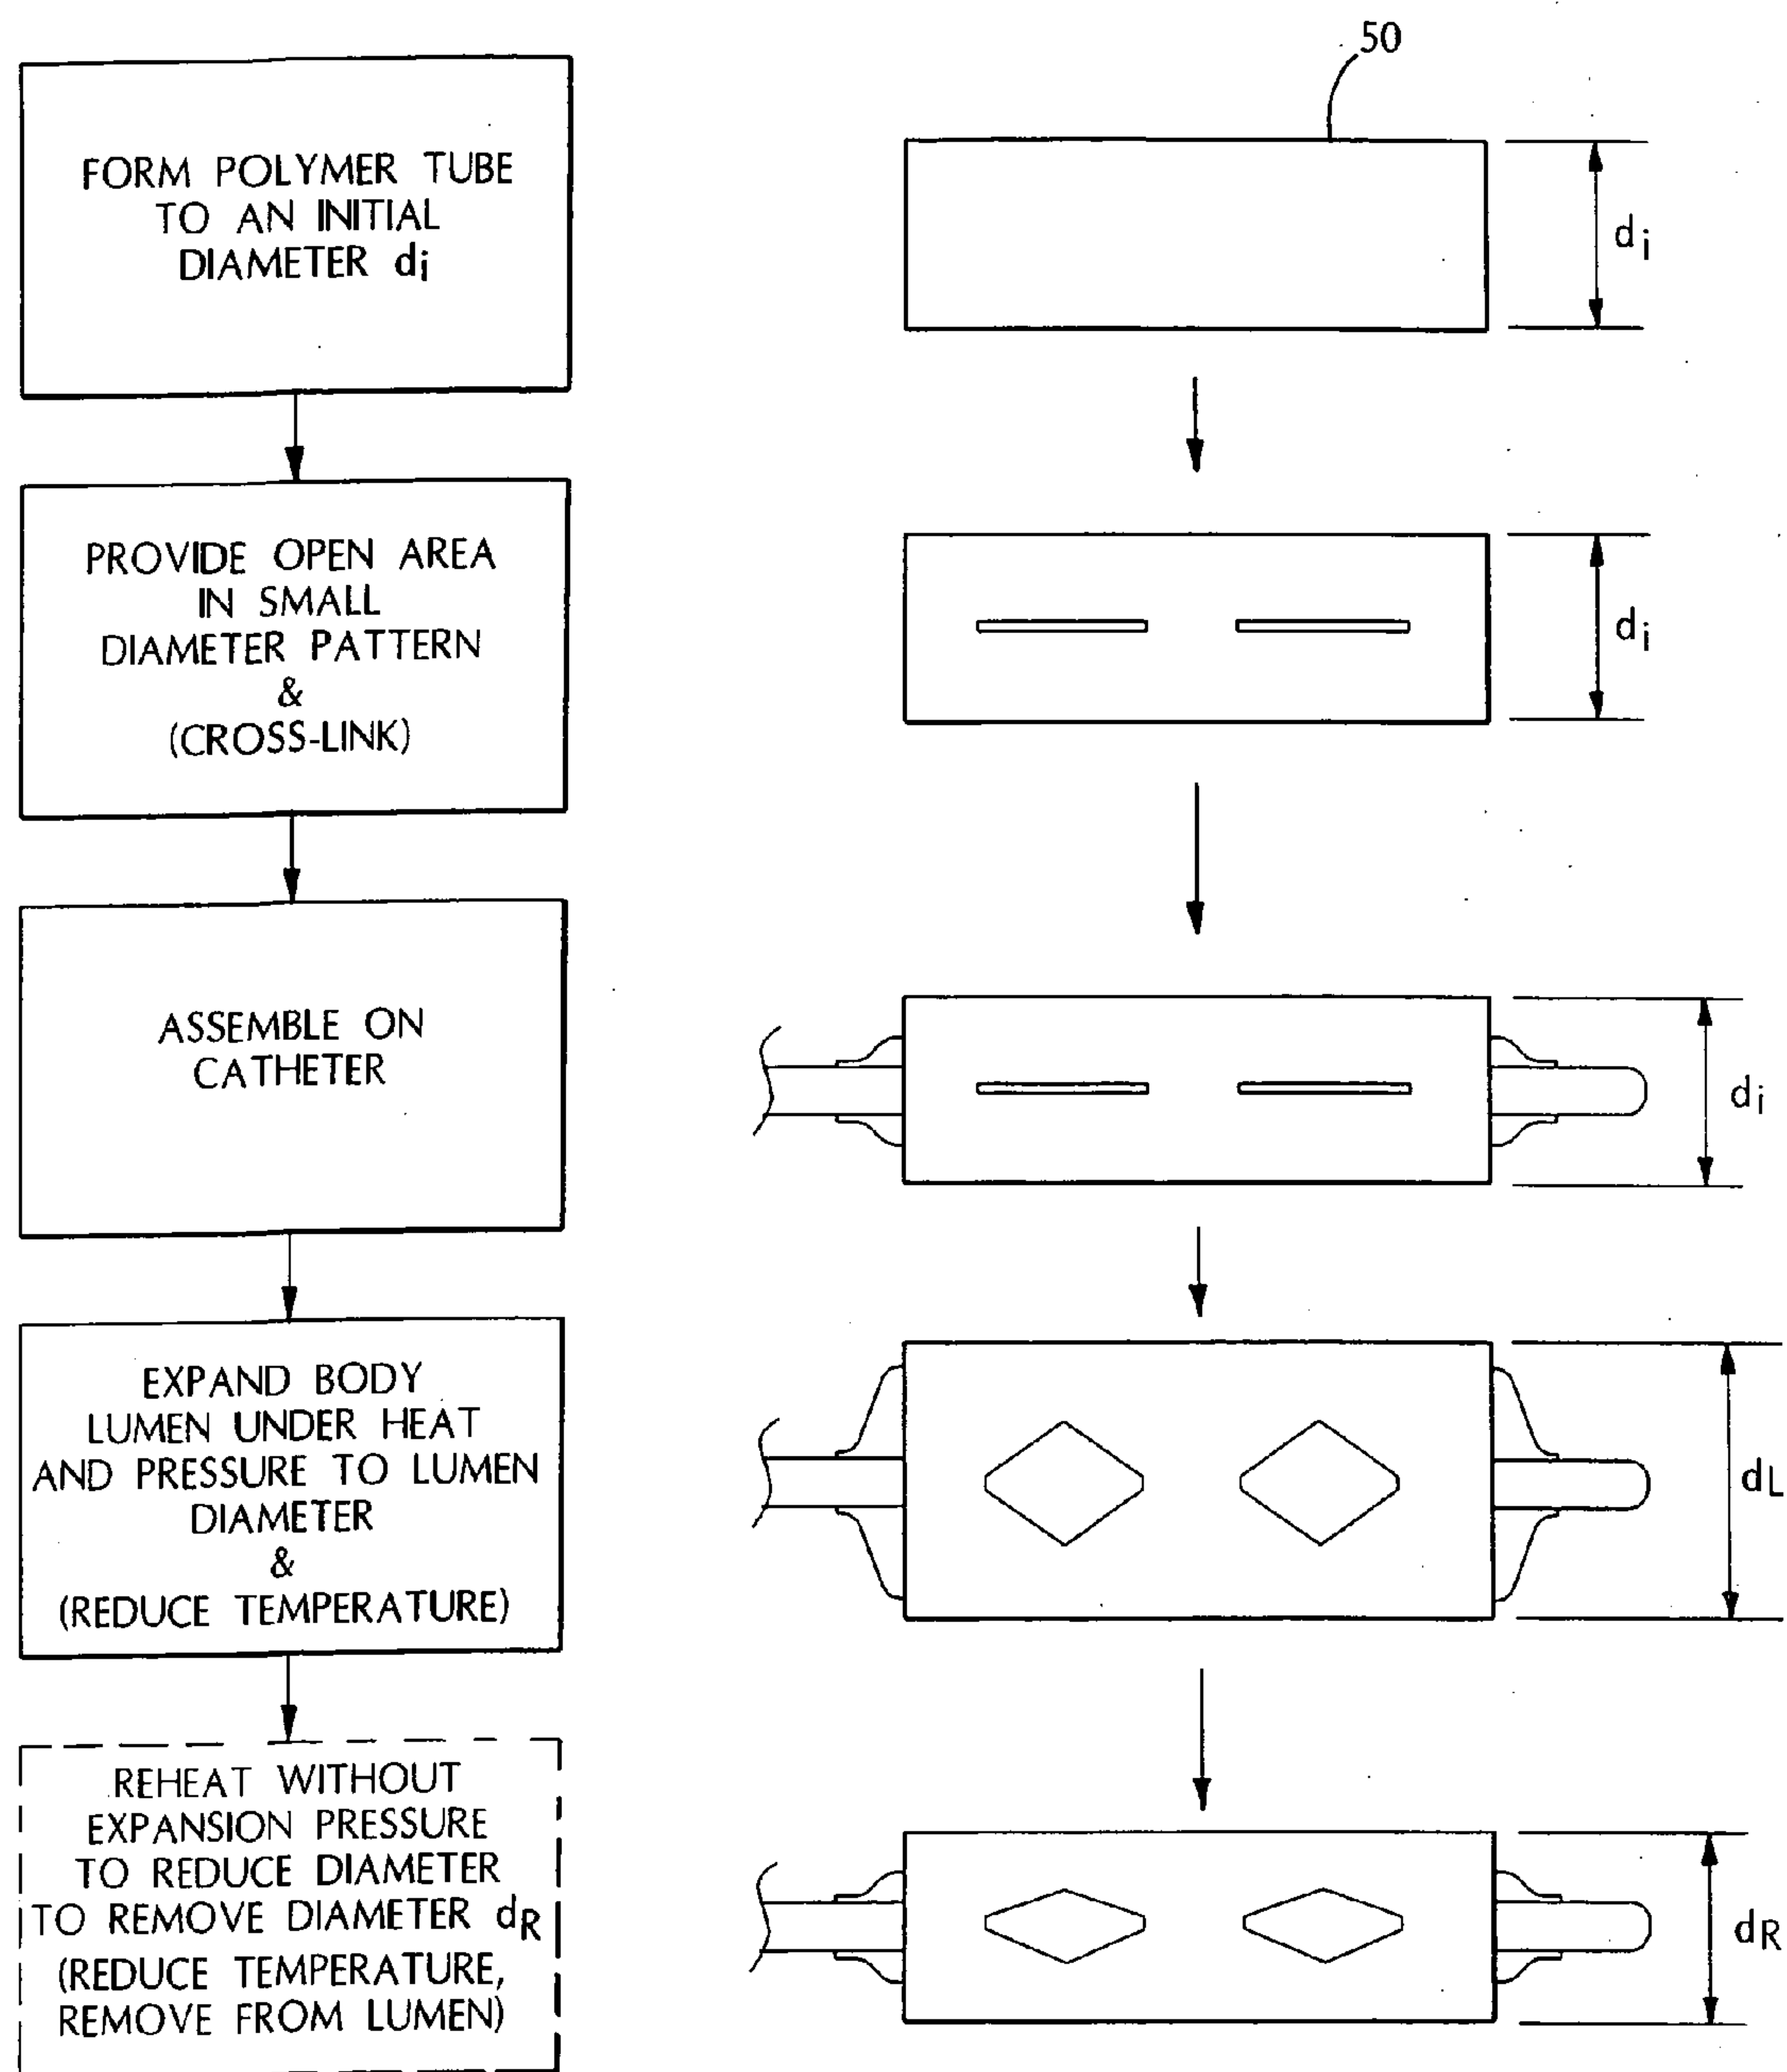 50
FORM POLYMER TUBE
TO AN INITIAL
DIAMETER di
di
PROVIDE OPEN AREA
IN SMALL
DIAMETER PATTERN
&
(CROSS-LINK)
di
ASSEMBLE ON
CATHETER
di
EXPAND BODY
LUMEN UNDER HEAT
AND PRESSURE TO LUMEN
DIAMETER
&
(REDUCE TEMPERATURE)
dL
REHEAT WITHOUT
EXPANSION PRESSURE
TO REDUCE DIAMETER
TO REMOVE DIAMETER dR
(REDUCE TEMPERATURE,
REMOVE FROM LUMEN)
dR